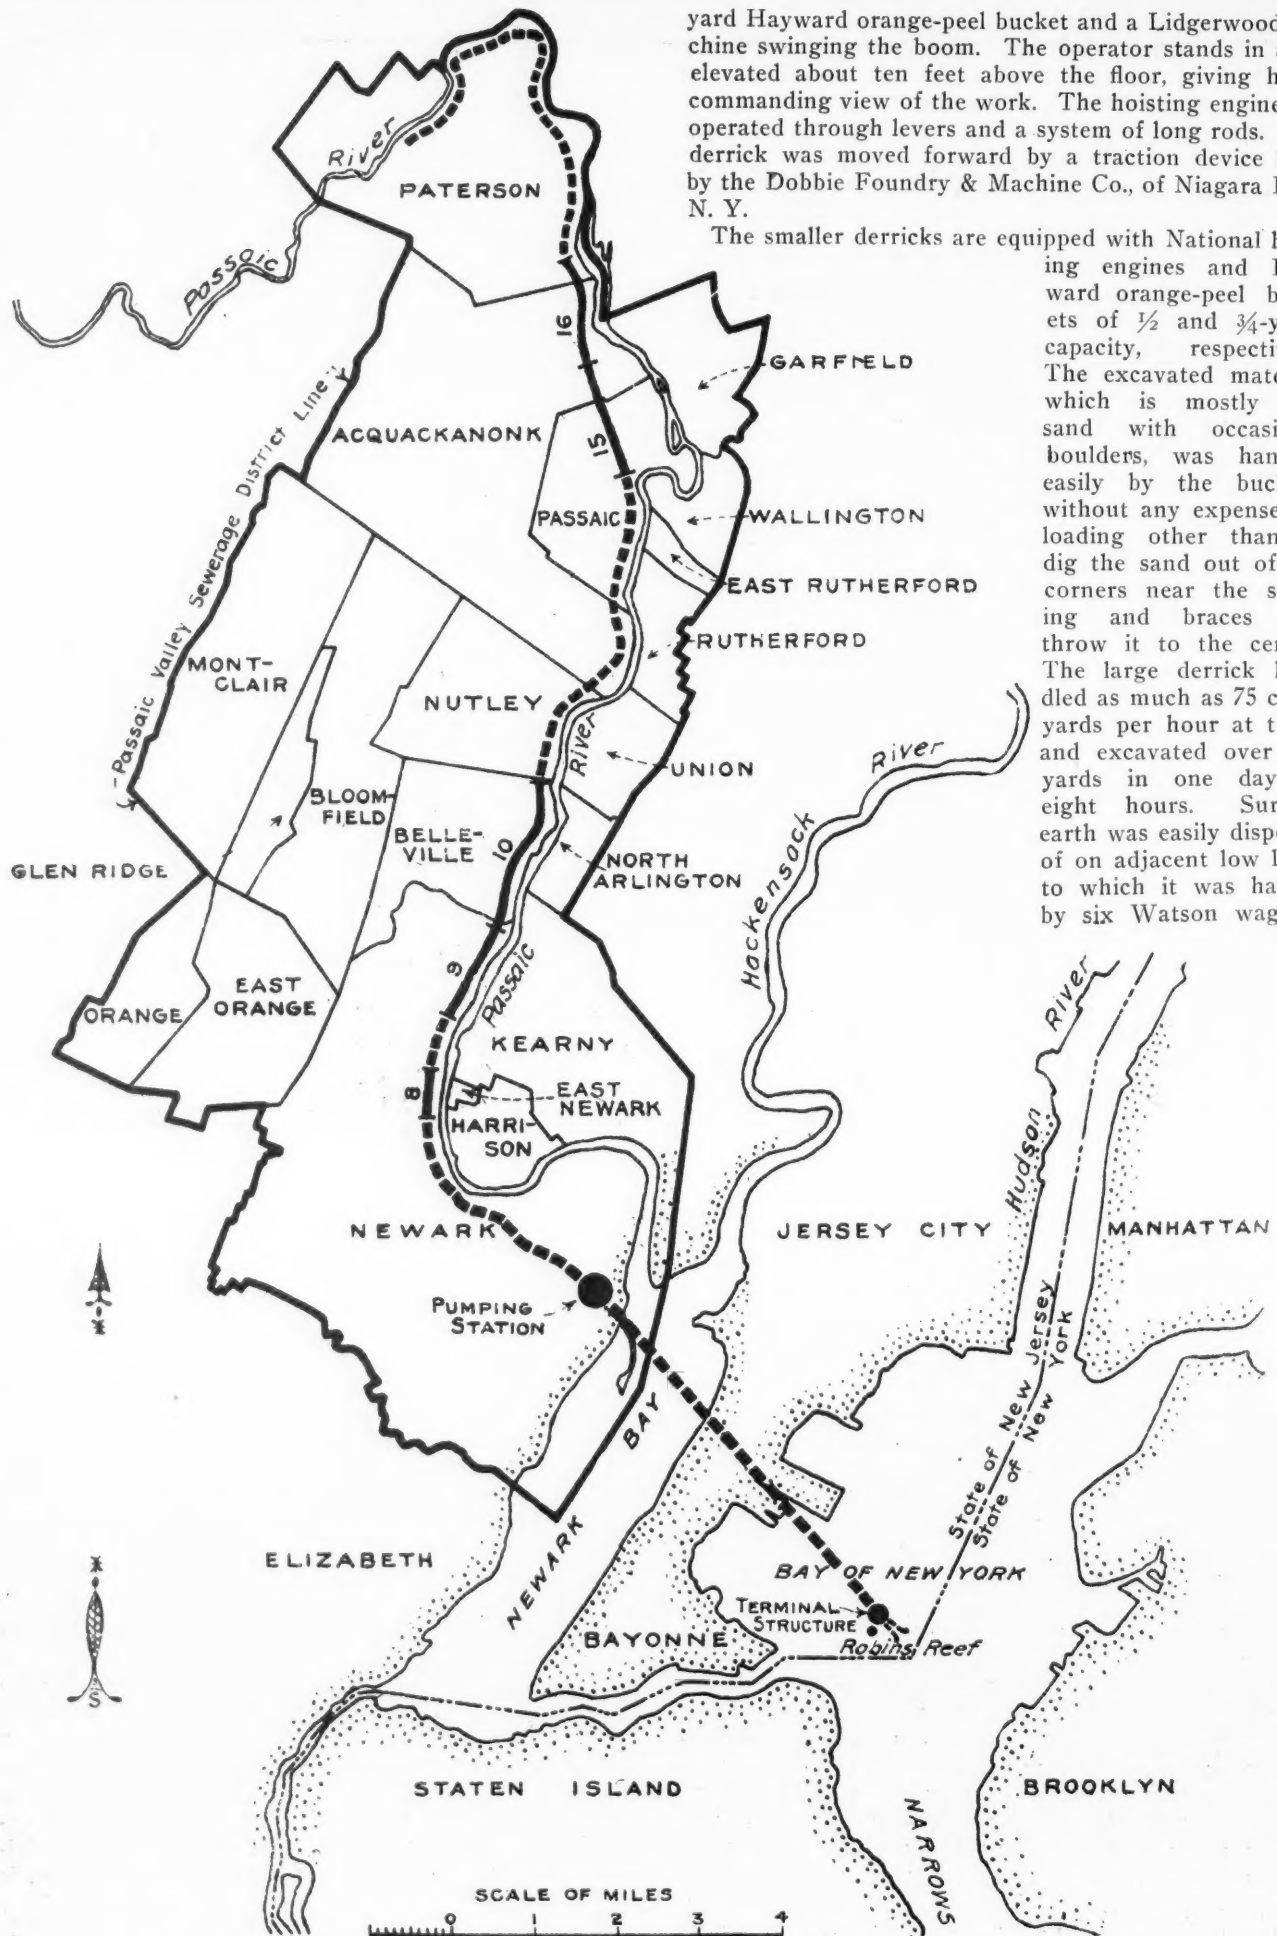 yard Hayward orange-peel bucket and a Lidgerwood
chine swinging the boom. The operator stands in
elevated about ten feet above the floor, giving h
commanding view of the work. The hoisting engine
operated through levers and a system of long rods.
derrick was moved forward by a traction device
by the Dobbie Foundry & Machine Co., of Niagara
N. Y.
The smaller derricks are equipped with National
ing engines and
ward orange-peel b
ets of ½ and ¾-y
capacity, respecti
The excavated mate
which is mostly
sand with occasi
boulders, was han
easily by the buc
without any expense
loading other than
dig the sand out of
corners near the s
ing and braces
throw it to the cen
The large derrick
dled as much as 75 c
yards per hour at t
and excavated over
yards in one day
eight hours. Sur
earth was easily disp
of on adjacent low l
to which it was ha
by six Watson wag
River
Passaic
PATERSON
16
GARFIELD
Passaic Valley Sewerage District Line
ACQUACKANONK
15
PASSAIC
WALLINGTON
EAST RUTHERFORD
RUTHERFORD
MONT-
CLAIR
NUTLEY
River
UNION
BLOOM-
FIELD
BELLE-
VILLE
10
NORTH
ARLINGTON
GLEN RIDGE
River
Hackensack
9
Passaic
ORANGE
EAST
ORANGE
KEARNY
8
EAST
NEWARK
HARRI-
SON
River
Hudson
NEWARK
JERSEY CITY
MANHATTAN
PUMPING
STATION
State of New Jersey
State of New York
NEWARK BAY
ELIZABETH
BAY OF NEW YORK
TERMINAL
STRUCTURE
Robins Reef
BAYONNE
S
STATEN ISLAND
BROOKLYN
NARROWS
SCALE OF MILES
0 1 2 3 4